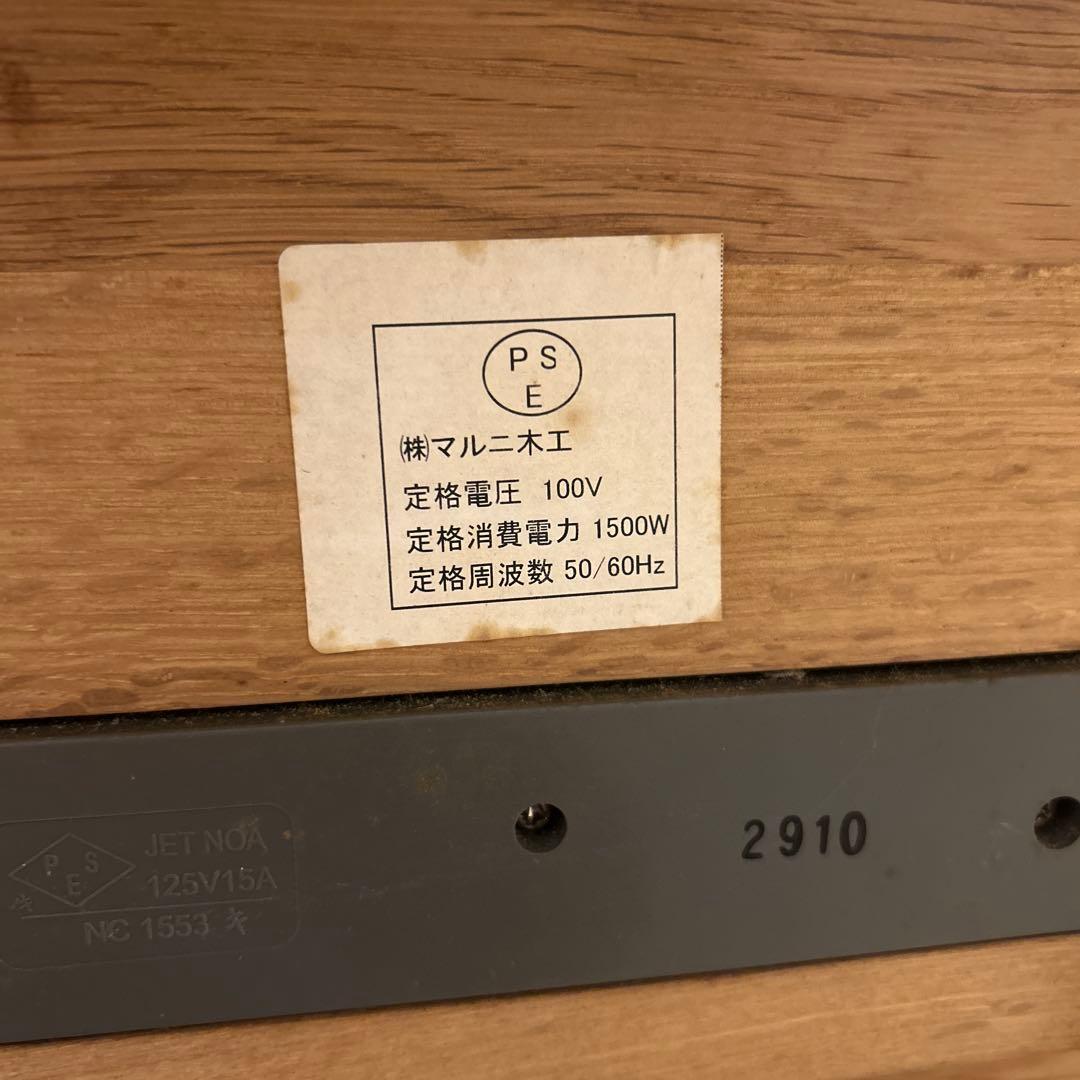 PS
E
㈱マルニ木工
定格電圧 100V
定格消費電力 1500W
定格周波数 50/60Hz
2910
PS
E
JET NOA
125V15A
NC 1553